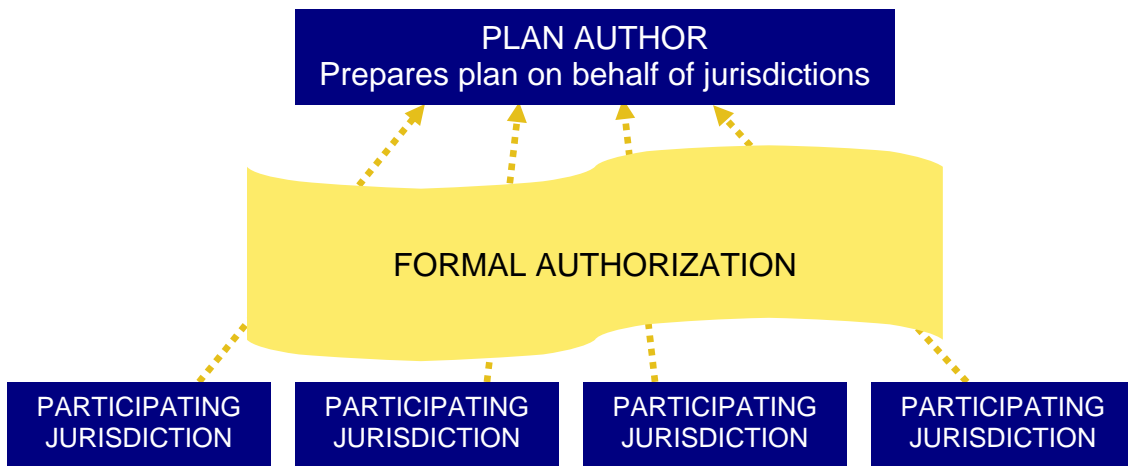 PLAN AUTHOR
Prepares plan on behalf of jurisdictions
FORMAL AUTHORIZATION
PARTICIPATING
JURISDICTION
PARTICIPATING
JURISDICTION
PARTICIPATING
JURISDICTION
PARTICIPATING
JURISDICTION